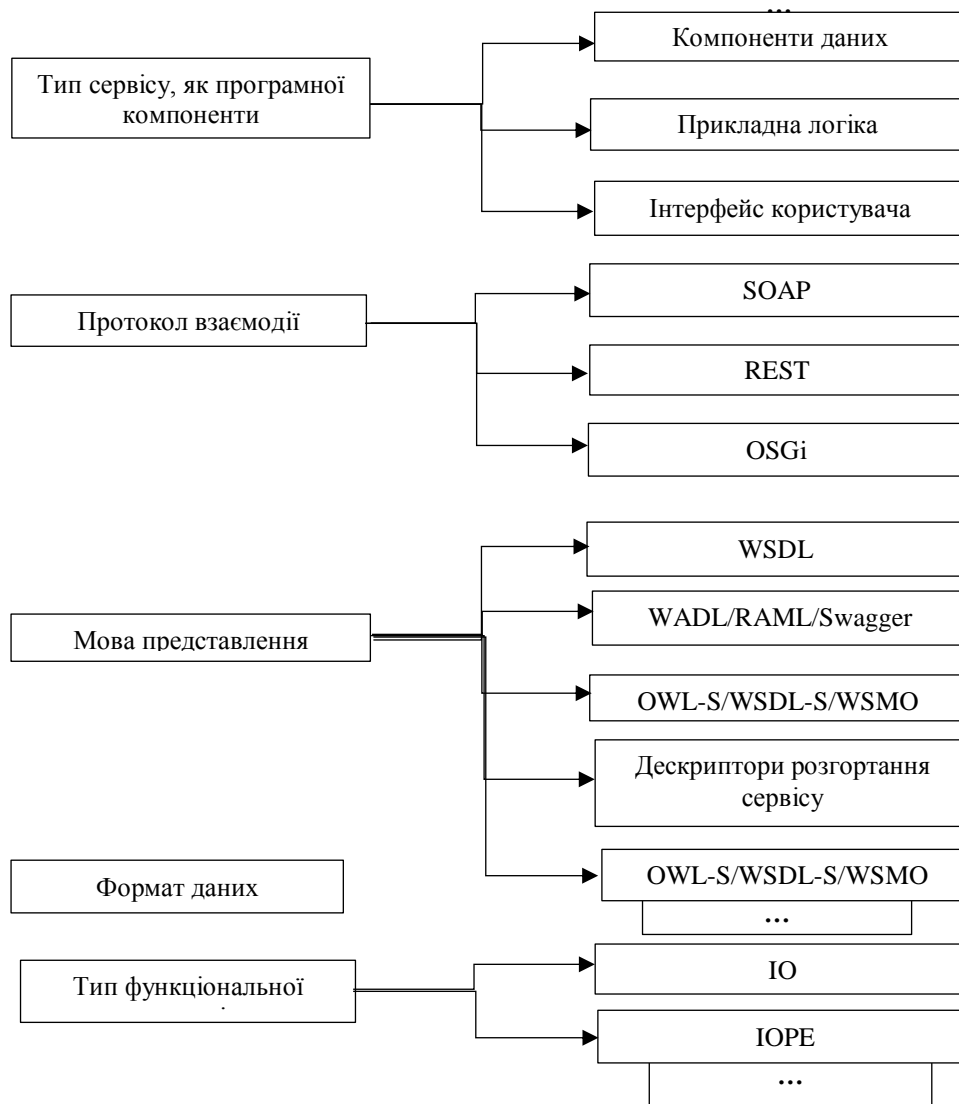 ...
Компоненти даних
Тип сервісу, як програмної
компоненти
Прикладна логіка
Інтерфейс користувача
SOAP
Протокол взаємодії
REST
OSGi
WSDL
WADL/RAML/Swagger
Мова представлення
OWL-S/WSDL-S/WSMO
Дескриптори розгортання
сервісу
Формат даних
OWL-S/WSDL-S/WSMO
...
IO
Тип функціональної
IOPE
...